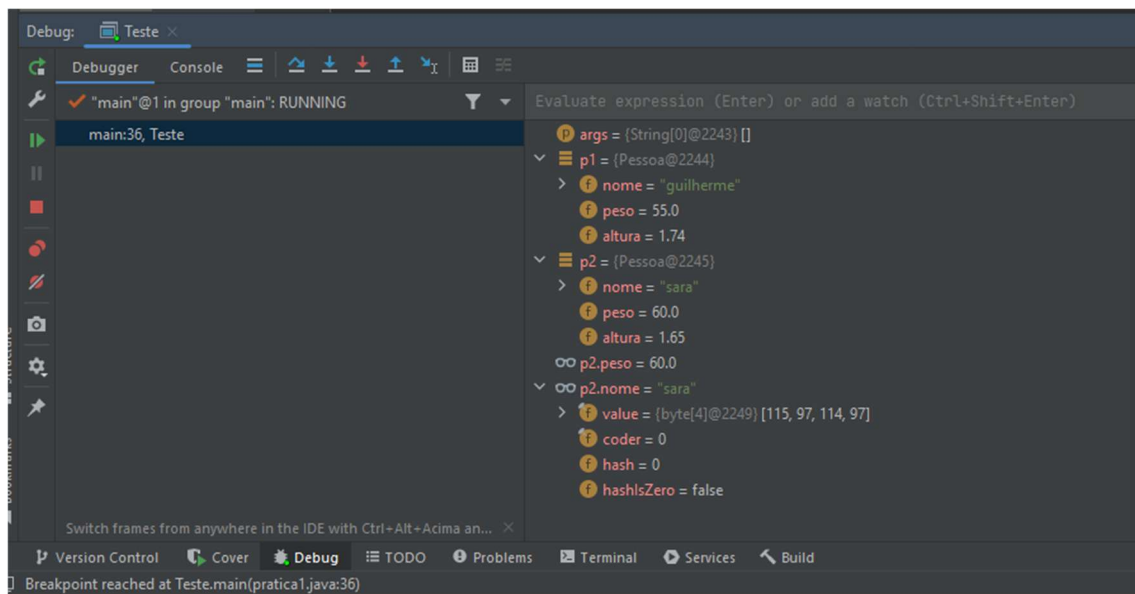 Debug: Teste
Debugger Console
"main"@1 in group "main": RUNNING
main:36, Teste
Switch frames from anywhere in the IDE with Ctrl+Alt+Acima an...
Evaluate expression (Enter) or add a watch (Ctrl+Shift+Enter)
args = {String[0]@2243} []
p1 = {Pessoa@2244}
nome = "guilherme"
peso = 55.0
altura = 1.74
p2 = {Pessoa@2245}
nome = "sara"
peso = 60.0
altura = 1.65
p2.peso = 60.0
p2.nome = "sara"
value = {byte[4]@2249} [115, 97, 114, 97]
coder = 0
hash = 0
hashIsZero = false
Structure
Bookmarks
Version Control Cover Debug TODO Problems Terminal Services Build
Breakpoint reached at Teste.main(pratica1.java:36)